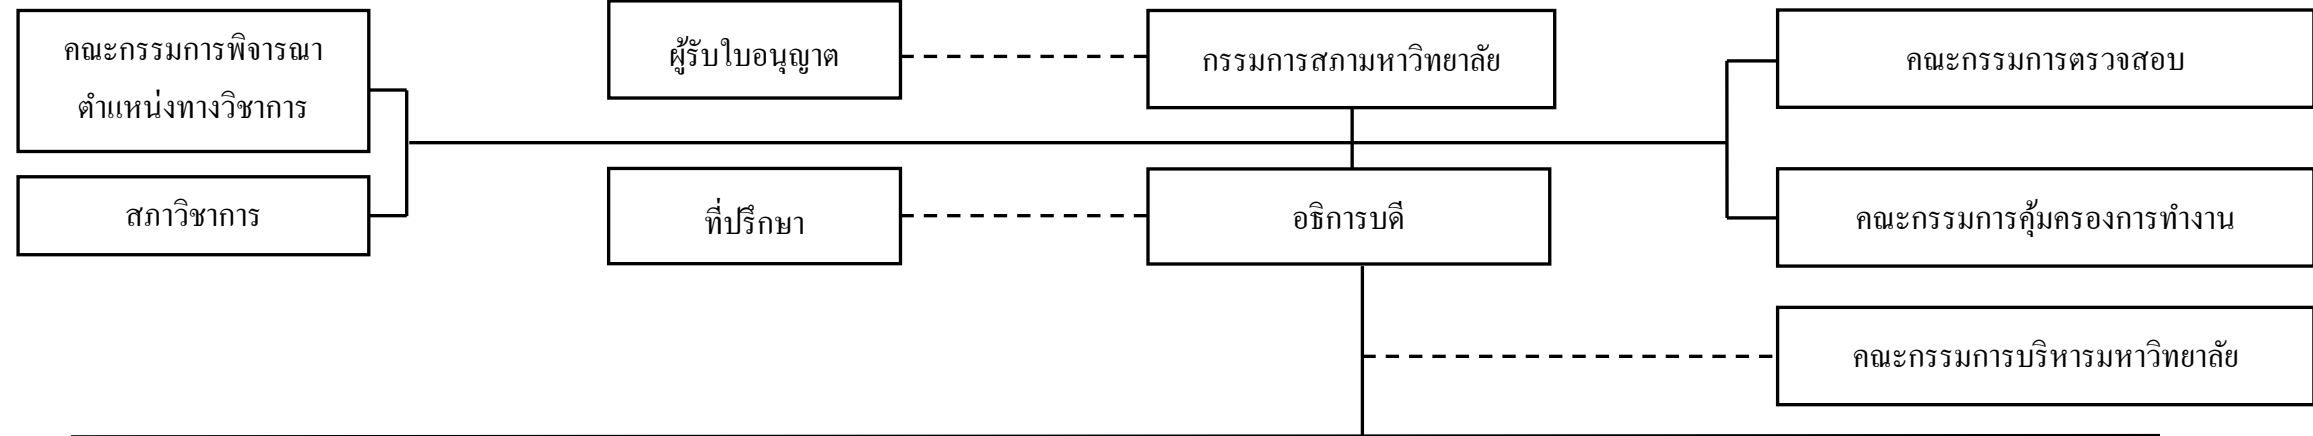 คณะกรรมการพิจารณา
ตำแหน่งทางวิชาการ
ผู้รับใบอนุญาต
กรรมการสภามหาวิทยาลัย
คณะกรรมการตรวจสอบ
สภาวิชาการ
ที่ปรึกษา
อธิการบดี
คณะกรรมการคุ้มครองการทำงาน
คณะกรรมการบริหารมหาวิทยาลัย